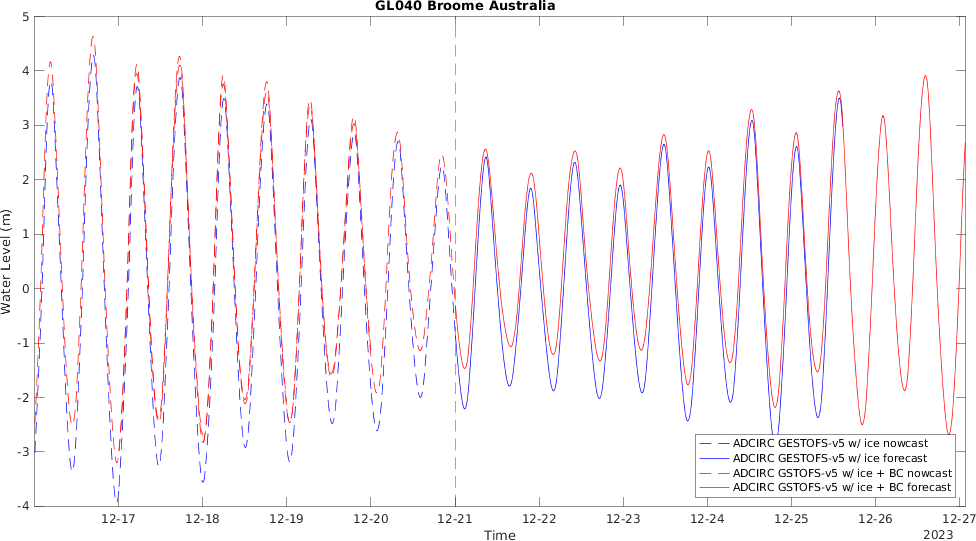 GL040 Broome Australia
5
4
3
2
1
0
-1
-2
-3
-4
Water Level (m)
ADCIRC GESTOFS-v5 w/ ice nowcast
ADCIRC GESTOFS-v5 w/ ice forecast
ADCIRC GSTOFS-v5 w/ ice + BC nowcast
ADCIRC GSTOFS-v5 w/ ice + BC forecast
12-17 12-18 12-19 12-20 12-21 12-22 12-23 12-24 12-25 12-26 12-27
Time
2023